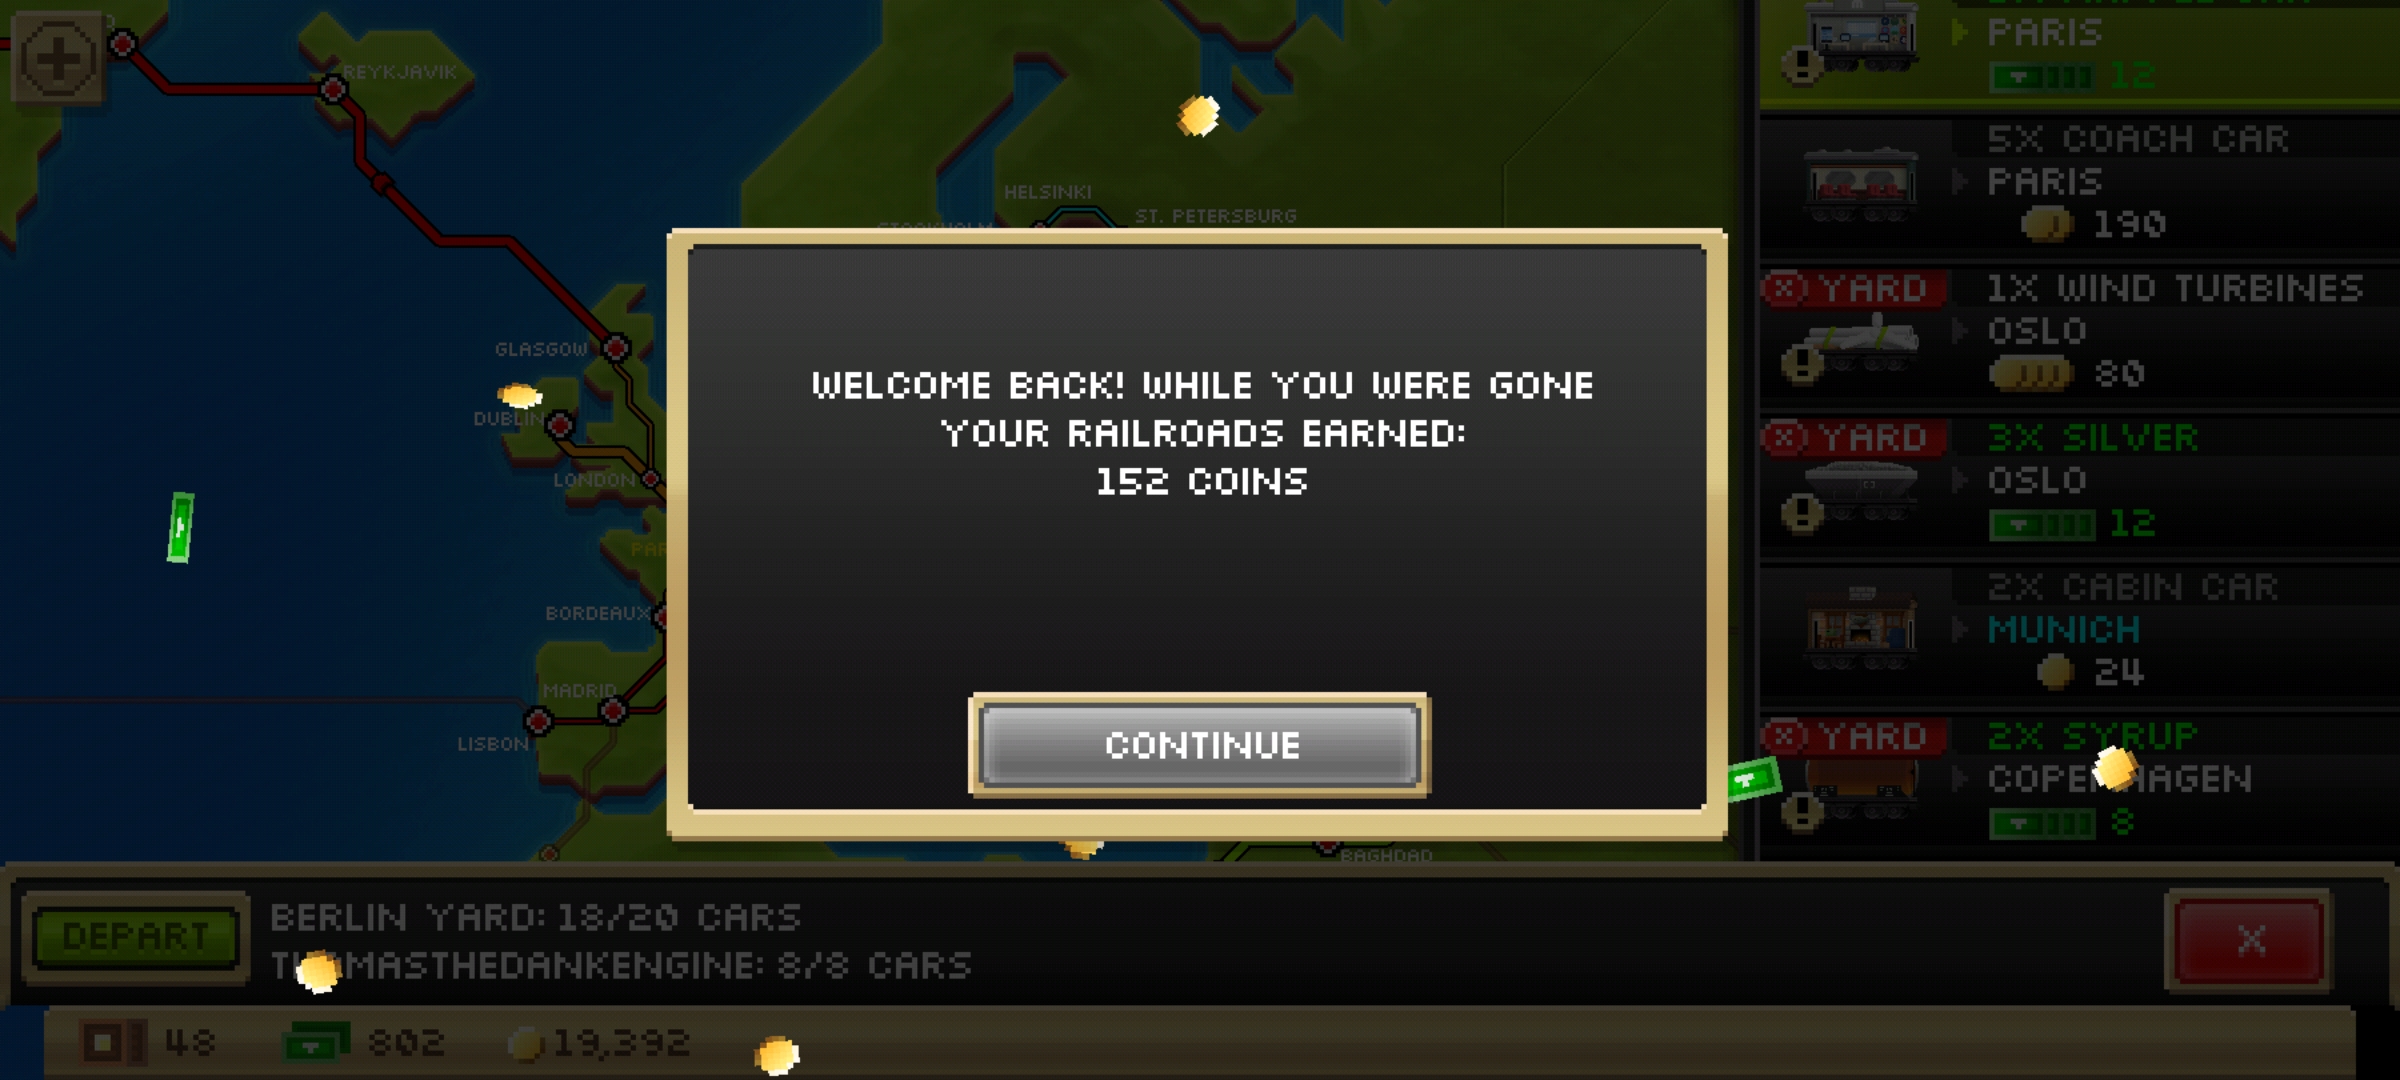 REYKJAVIK
HELSINKI
ST. PETERSBURG
STOCKHOLM
GLASGOW
DUBLIN
LONDON
BORDEAUX
MADRID
LISBON
BAGHDAD
WELCOME BACK! WHILE YOU WERE GONE
YOUR RAILROADS EARNED:
152 COINS
CONTINUE
PARIS
12
5X COACH CAR
PARIS
190
YARD
1X WIND TURBINES
OSLO
80
YARD
3X SILVER
OSLO
12
2X CABIN CAR
MUNICH
24
YARD
2X SYRUP
COPENHAGEN
8
DEPART
BERLIN YARD: 18/20 CARS
THOMASTHEDANKENGINE: 8/8 CARS
X
48
802
19,392